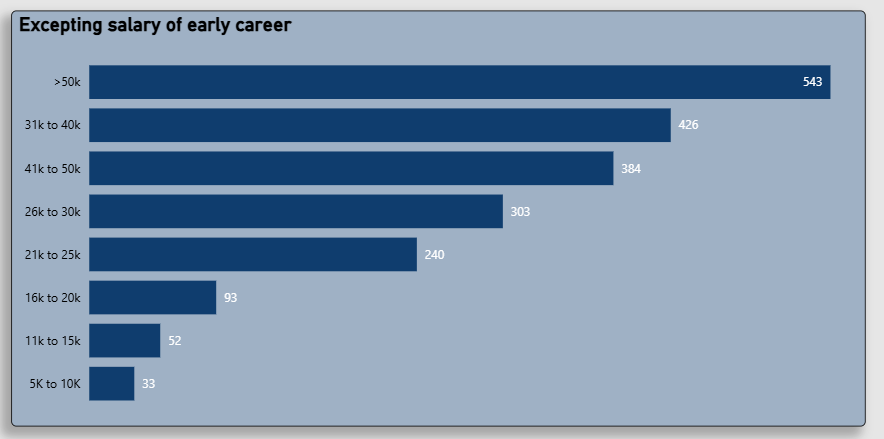 Excepting salary of early career
>50k 543
31k to 40k 426
41k to 50k 384
26k to 30k 303
21k to 25k 240
16k to 20k 93
11k to 15k 52
5K to 10K 33